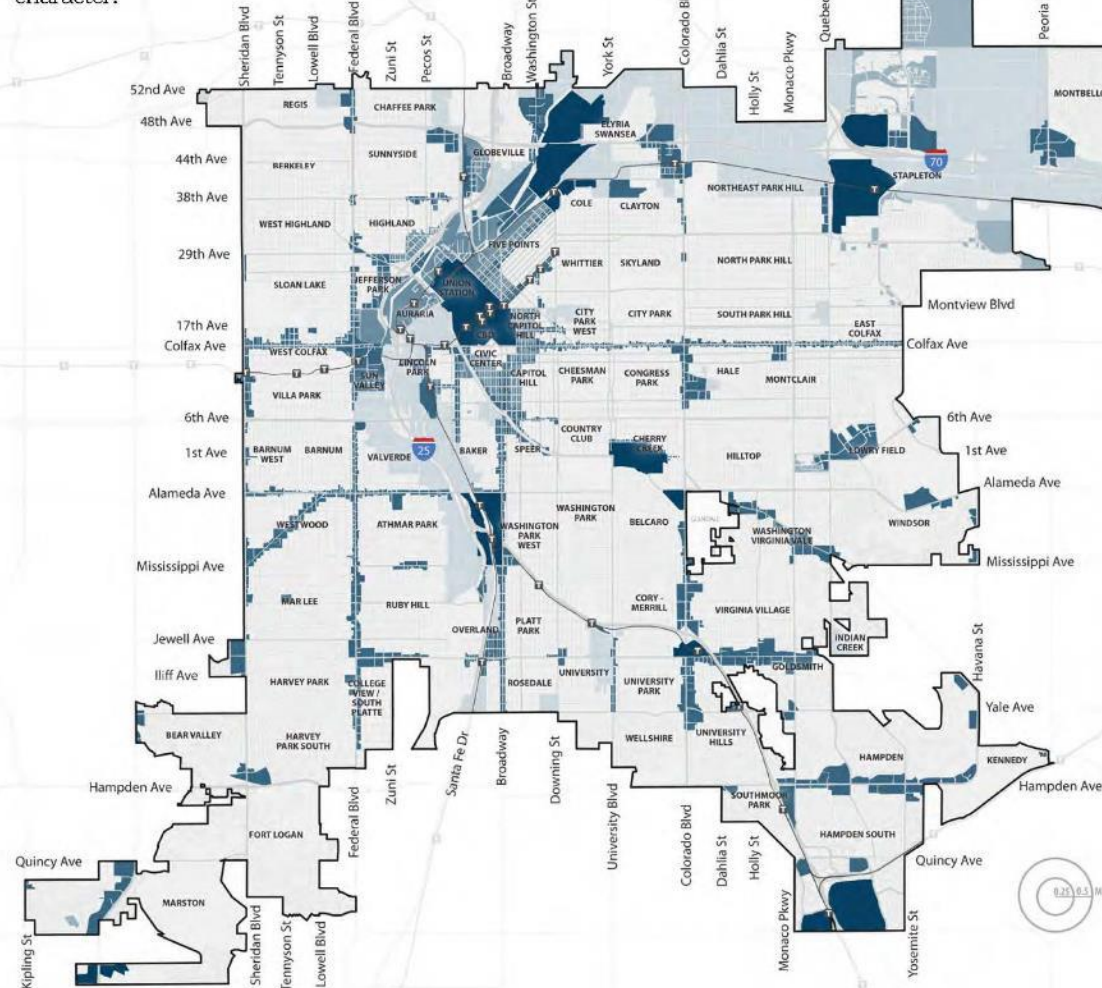 character.
Sheridan Blvd
Tennyson St
Lowell Blvd
Federal Blvd
Zuni St
Pecos St
Broadway
Washington St
York St
Colorado Bl
Dahlia St
Holly St
Monaco Pkwy
Quebec
Peoria
52nd Ave
48th Ave
44th Ave
38th Ave
29th Ave
17th Ave
Colfax Ave
6th Ave
1st Ave
Alameda Ave
Mississippi Ave
Jewell Ave
Iliff Ave
Hampden Ave
Quincy Ave
REGIS
CHAFFEE PARK
ELYRIA
SWANSEA
MONTBELLO
BERKELEY
SUNNYSIDE
GLOBEVILLE
70
STAPLETON
NORTHEAST PARK HILL
COLE
CLAYTON
WEST HIGHLAND
HIGHLAND
FIVE POINTS
WHITTIER
SKYLAND
NORTH PARK HILL
SLOAN LAKE
JEFFERSON
PARK
UNION
STATION
AURARIA
CBD
NORTH
CAPITOL
HILL
CITY
PARK
WEST
CITY PARK
SOUTH PARK HILL
EAST
COLFAX
Montview Blvd
Colfax Ave
WEST COLFAX
SUN
VALLEY
LINCOLN
PARK
CIVIC
CENTER
CAPITOL
HILL
CHEESMAN
PARK
CONGRESS
PARK
HALE
MONTCLAIR
VILLA PARK
6th Ave
1st Ave
Alameda Ave
BARNUM
WEST
BARNUM
VALVERDE
25
BAKER
SPEER
COUNTRY
CLUB
CHERRY
CREEK
HILLTOP
LOWRY FIELD
WESTWOOD
ATHMAR PARK
WASHINGTON
PARK
WEST
WASHINGTON
PARK
BELCARO
GLENDALE
WASHINGTON
VIRGINIA VALE
WINDSOR
Mississippi Ave
MAR LEE
RUBY HILL
OVERLAND
PLATT
PARK
CORY -
MERRILL
VIRGINIA VILLAGE
INDIAN
CREEK
Havana St
HARVEY PARK
COLLEGE
VIEW /
SOUTH
PLATTE
ROSEDALE
UNIVERSITY
UNIVERSITY
PARK
GOLDSMITH
Yale Ave
BEAR VALLEY
HARVEY
PARK SOUTH
WELLSHIRE
UNIVERSITY
HILLS
HAMPDEN
KENNEDY
Hampden Ave
SOUTHMOOR
PARK
HAMPDEN SOUTH
Quincy Ave
FORT LOGAN
MARSTON
Zuni St
Santa Fe Dr
Broadway
Downing St
University Blvd
Colorado Blvd
Dahlia St
Holly St
Monaco Pkwy
Yosemite St
Federal Blvd
Kipling St
Sheridan Blvd
Tennyson St
Lowell Blvd
0.25
0.5
M